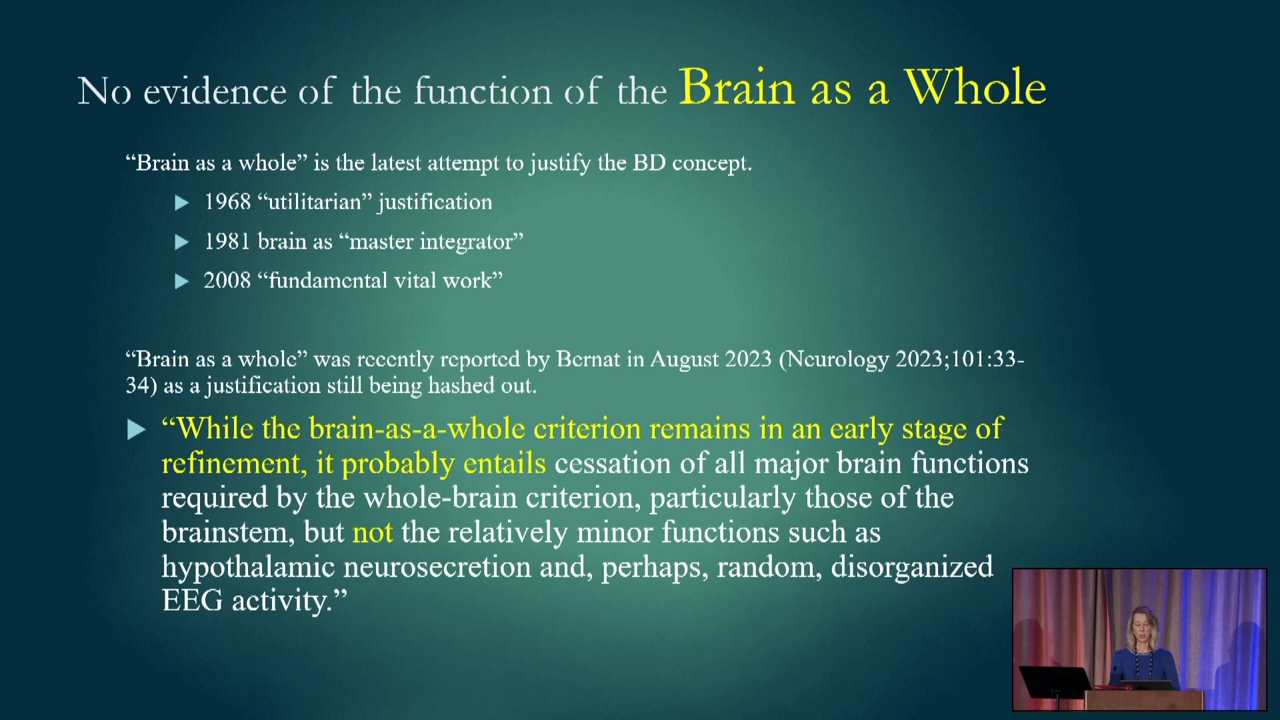 No evidence of the function of the Brain as a Whole
“Brain as a whole” is the latest attempt to justify the BD concept.
1968 “utilitarian” justification
1981 brain as “master integrator”
2008 “fundamental vital work”
“Brain as a whole” was recently reported by Bernat in August 2023 (Neurology 2023;101:33-
34) as a justification still being hashed out.
“While the brain-as-a-whole criterion remains in an early stage of
refinement, it probably entails cessation of all major brain functions
required by the whole-brain criterion, particularly those of the
brainstem, but not the relatively minor functions such as
hypothalamic neurosecretion and, perhaps, random, disorganized
EEG activity.”